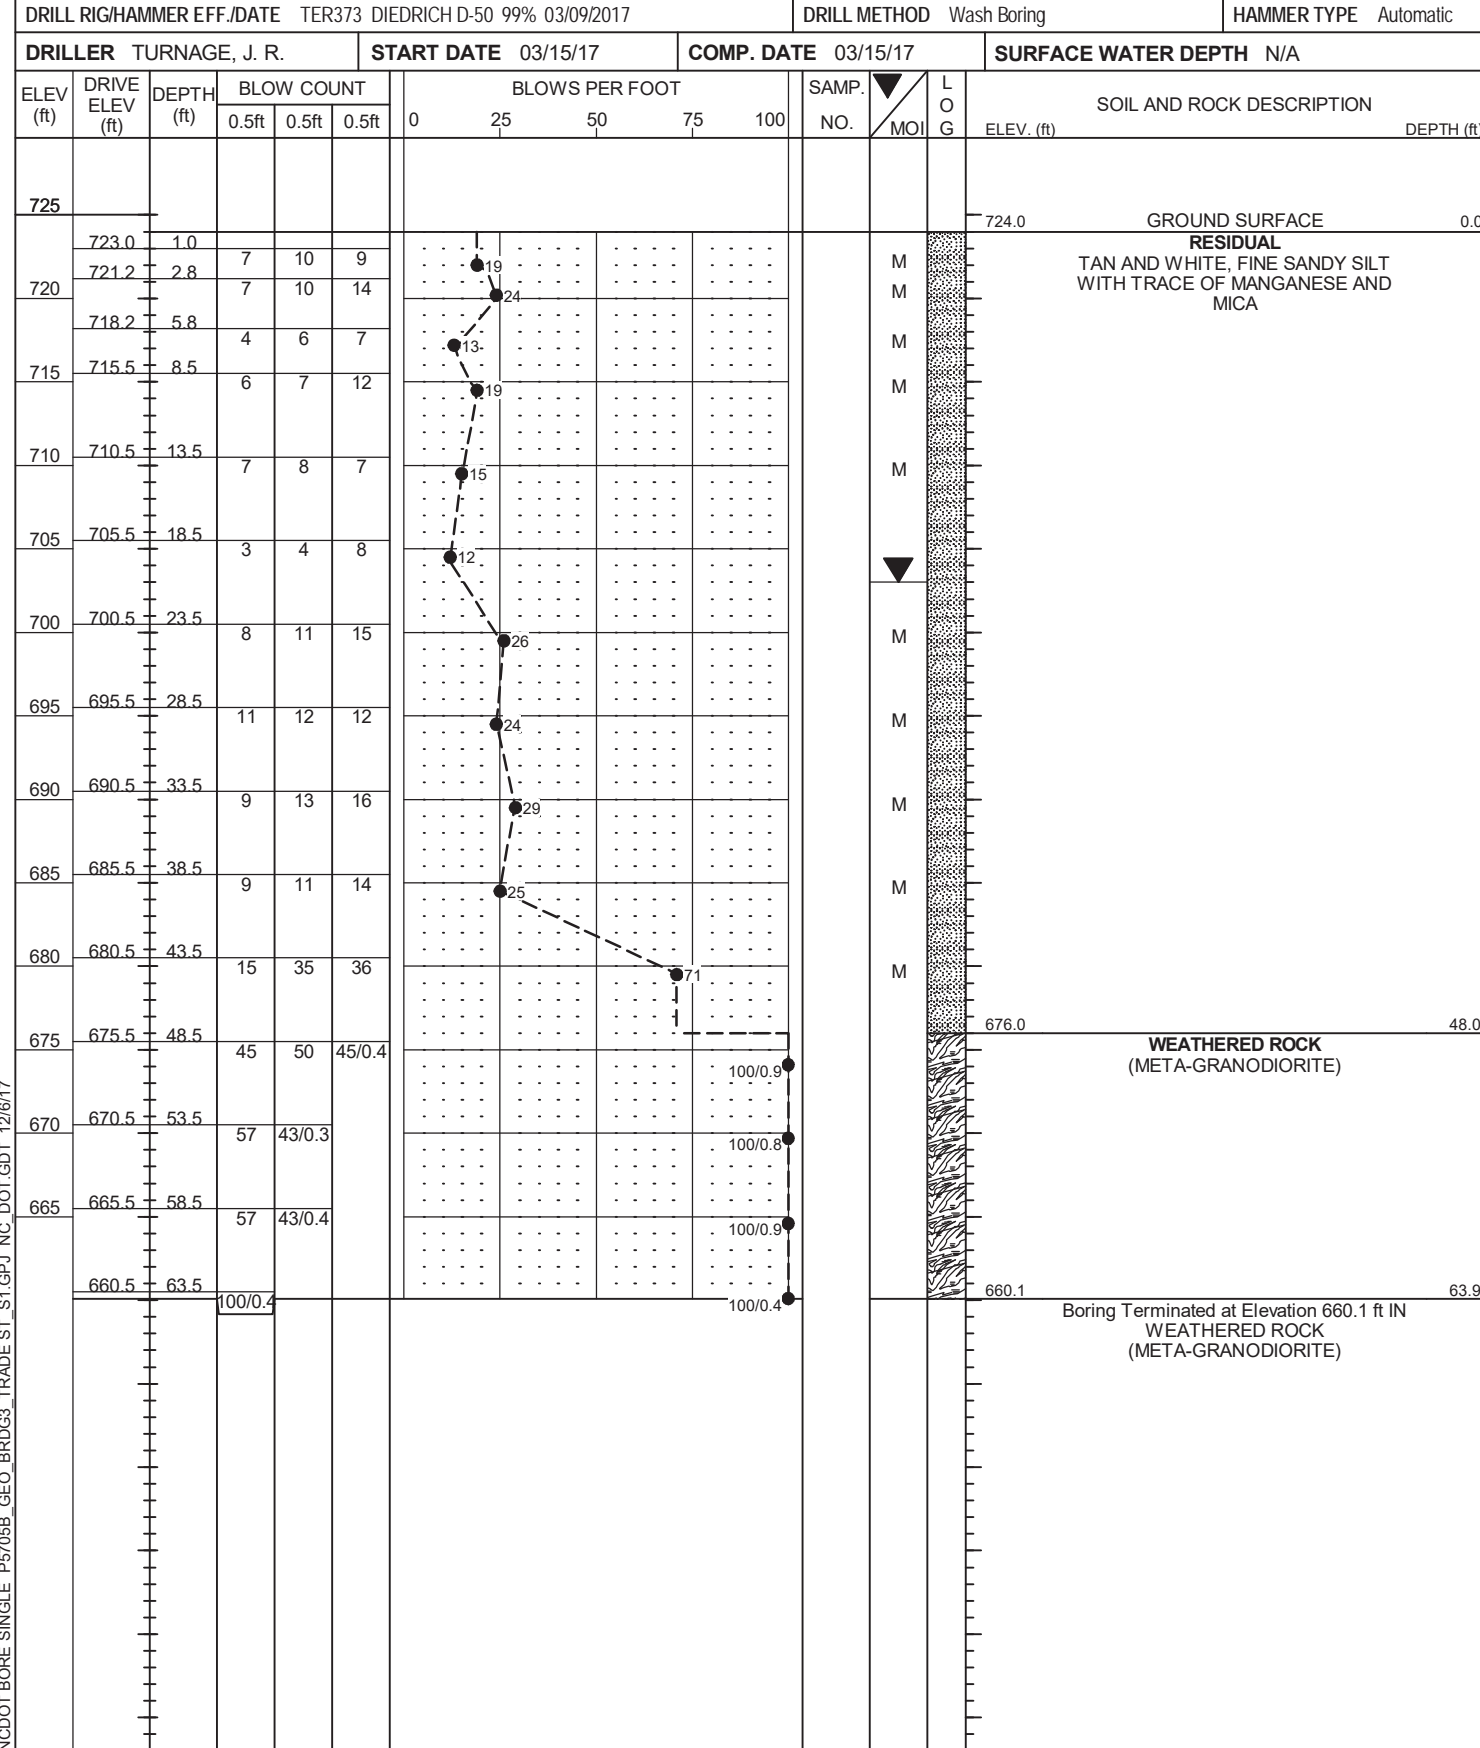 DRILL RIG/HAMMER EFF./DATE TER373 DIEDRICH D-50 99% 03/09/2017 DRILL METHOD Wash Boring HAMMER TYPE Automatic
DRILLER TURNAGE, J. R. START DATE 03/15/17 COMP. DATE 03/15/17 SURFACE WATER DEPTH N/A
ELEV (ft) DRIVE ELEV (ft) DEPTH (ft) BLOW COUNT BLOWS PER FOOT SAMP. NO. MOI LOG SOIL AND ROCK DESCRIPTION
0.5ft 0.5ft 0.5ft 0 25 50 75 100 ELEV. (ft) DEPTH (ft)
725
724.0 GROUND SURFACE 0.0
RESIDUAL
723.0 1.0
7 10 9 19 M TAN AND WHITE, FINE SANDY SILT
721.2 2.8
720 7 10 14 24 M WITH TRACE OF MANGANESE AND
MICA
718.2 5.8
4 6 7 13 M
715 715.5 8.5
6 7 12 19 M
710 710.5 13.5
7 8 7 15 M
705 705.5 18.5
3 4 8 12
700 700.5 23.5
8 11 15 26 M
695 695.5 28.5
11 12 12 24 M
690 690.5 33.5
9 13 16 29 M
685 685.5 38.5
9 11 14 25 M
680 680.5 43.5
15 35 36 71 M
676.0 48.0
675 675.5 48.5 WEATHERED ROCK
45 50 45/0.4 100/0.9 (META-GRANODIORITE)
670 670.5 53.5
57 43/0.3 100/0.8
665 665.5 58.5
57 43/0.4 100/0.9
660.5 63.5 660.1 63.9
100/0.4 100/0.4 Boring Terminated at Elevation 660.1 ft IN
WEATHERED ROCK
(META-GRANODIORITE)
NCDOT BORE SINGLE P5705B_GEO_BRDG3_TRADE ST_S1.GPJ NC_DOT.GDT 12/6/17